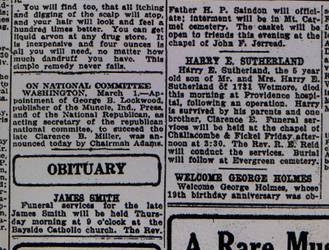 You will find, too, that all itching
and digging of the scalp will stop,
and your hair will look and feel a
hundred times better. You can get
liquid arvon at any drug store. It
is inexpensive and four ounces is
all you will need, no matter how
much dandruff you have. This
simple remedy never fails.
ON NATIONAL COMMITTEE
WASHINGTON, March 1.—Ap-
pointment of George B. Lockwood,
publisher of the Muncie, Ind., Press,
and of the National Republican, as
acting secretary of the republican
national committee, to succeed the
late Clarence B. Miller, was an-
nounced today by Chairman Adams.
OBITUARY
JAMES SMITH
Funeral services for the late
James Smith will be held Thurs-
day morning at 9 o'clock at the
Bayside Catholic church. The Rev.
Father H. P. Saindon will offi-
ciate; interment will be in Mt. Car-
mel cemetery. The casket will be
open to friends this evening at the
chapel of John F. Jerread.
HARRY E. SUTHERLAND
Harry E. Sutherland, the 5 year
old son of Mr. and Mrs. Harry E.
Sutherland of 1731 Wetmore, died
this morning at Providence hospi-
tal, following an operation. Harry
is survived by his parents and one
brother, Clarence E. Funeral serv-
ices will be held at the chapel of
Challacombe & Fickel Friday after-
noon at 3:30. The Rev. R. E. Reid
will conduct the services. Burial
will follow at Evergreen cemetery.
WELCOME GEORGE HOLMES
Welcome George Holmes, whose
19th birthday anniversary was ob-
A Rare